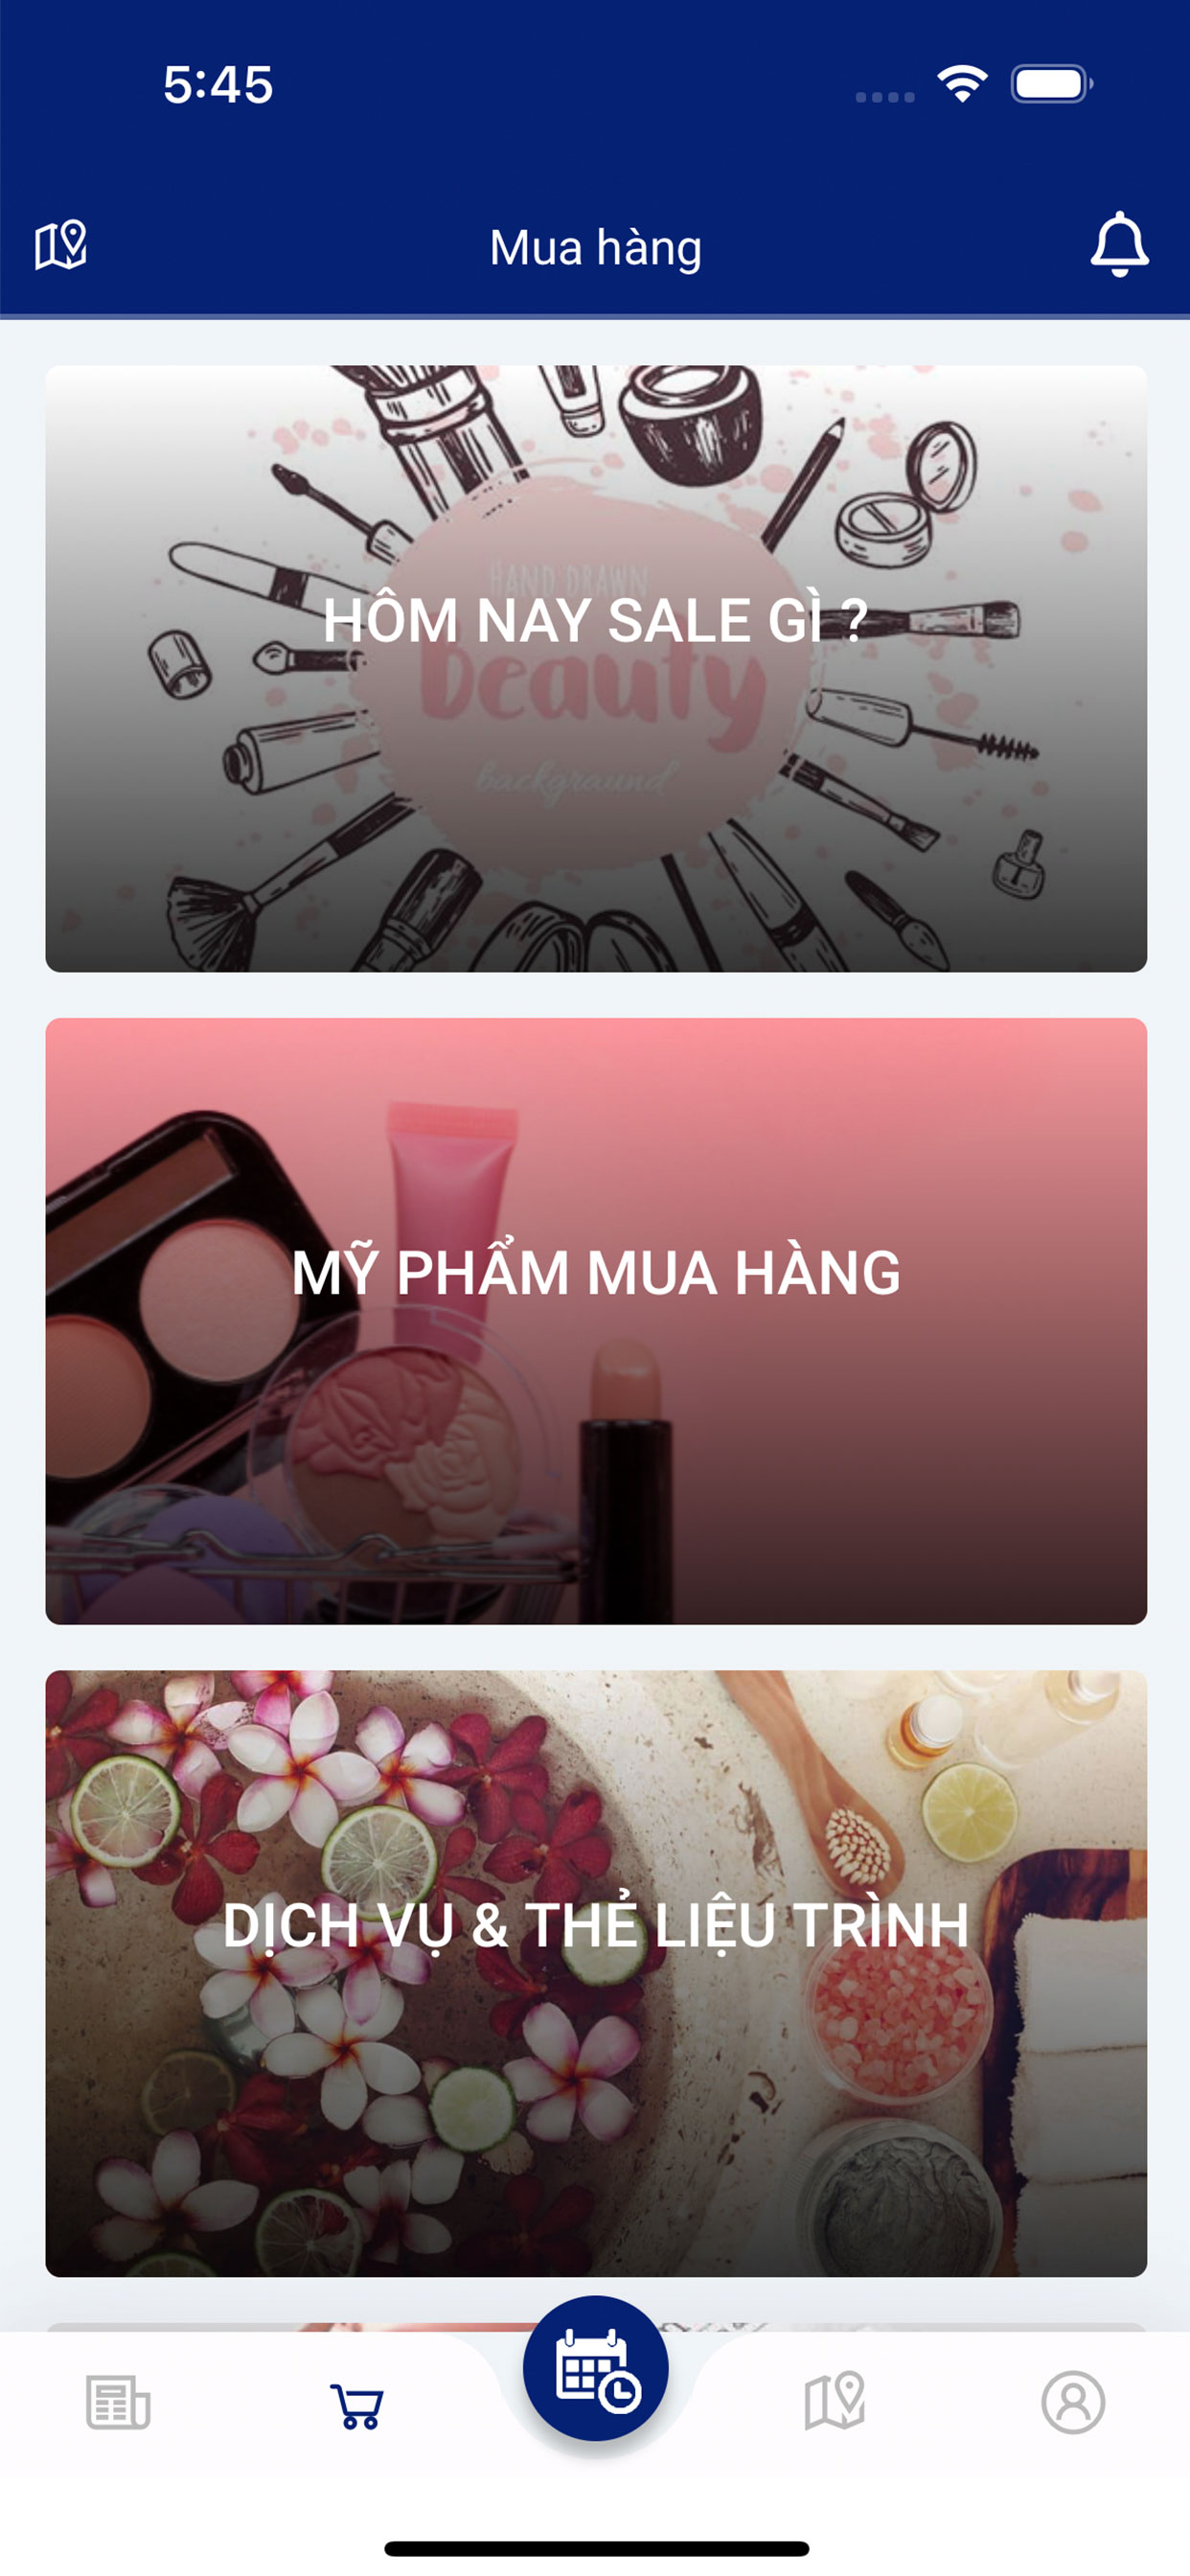 5:45
Mua hàng
HAND DRAWN
HÔM NAY SALE GÌ ?
beauty
backgraund
MỸ PHẨM MUA HÀNG
DỊCH VỤ & THẺ LIỆU TRÌNH